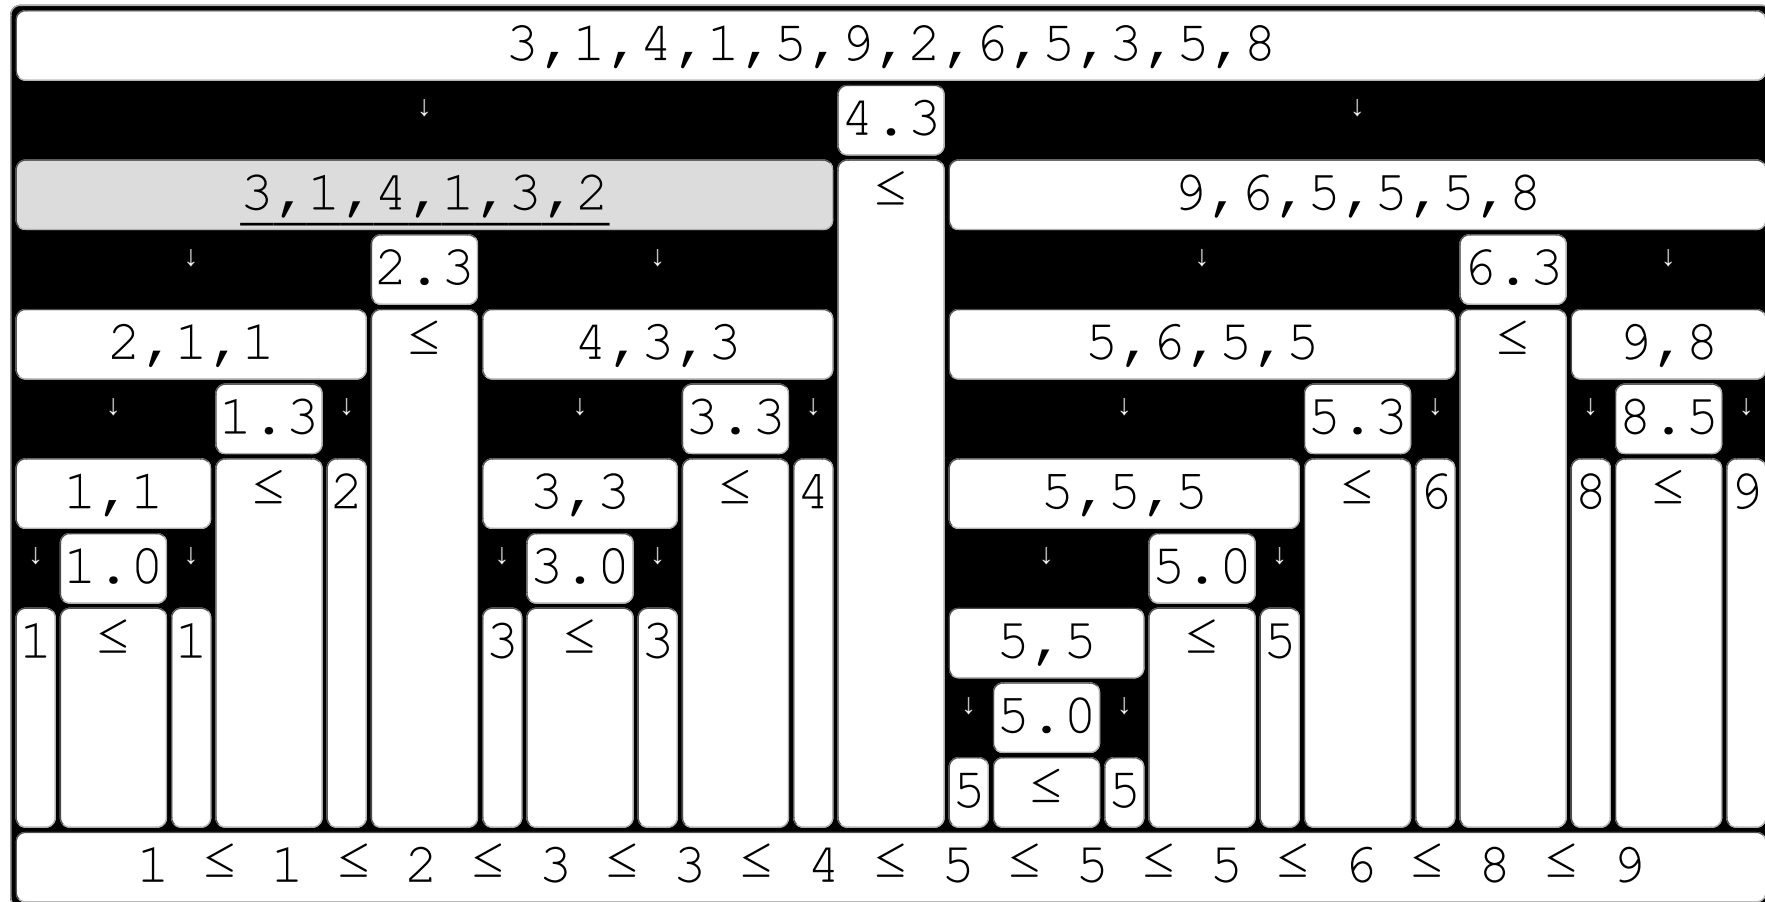 3,1,4,1,5,9,2,6,5,3,5,8
↓ 4.3 ↓
3,1,4,1,3,2 ≤ 9,6,5,5,5,8
↓ 2.3 ↓ ↓ 6.3 ↓
2,1,1 ≤ 4,3,3 5,6,5,5 ≤ 9,8
↓ 1.3 ↓ ↓ 3.3 ↓ ↓ 5.3 ↓ ↓ 8.5 ↓
1,1 ≤ 2 3,3 ≤ 4 5,5,5 ≤ 6 8 ≤ 9
↓ 1.0 ↓ ↓ 3.0 ↓ ↓ 5.0 ↓
1 ≤ 1 3 ≤ 3 5,5 ≤ 5
↓ 5.0 ↓
5 ≤ 5
1 ≤ 1 ≤ 2 ≤ 3 ≤ 3 ≤ 4 ≤ 5 ≤ 5 ≤ 5 ≤ 6 ≤ 8 ≤ 9